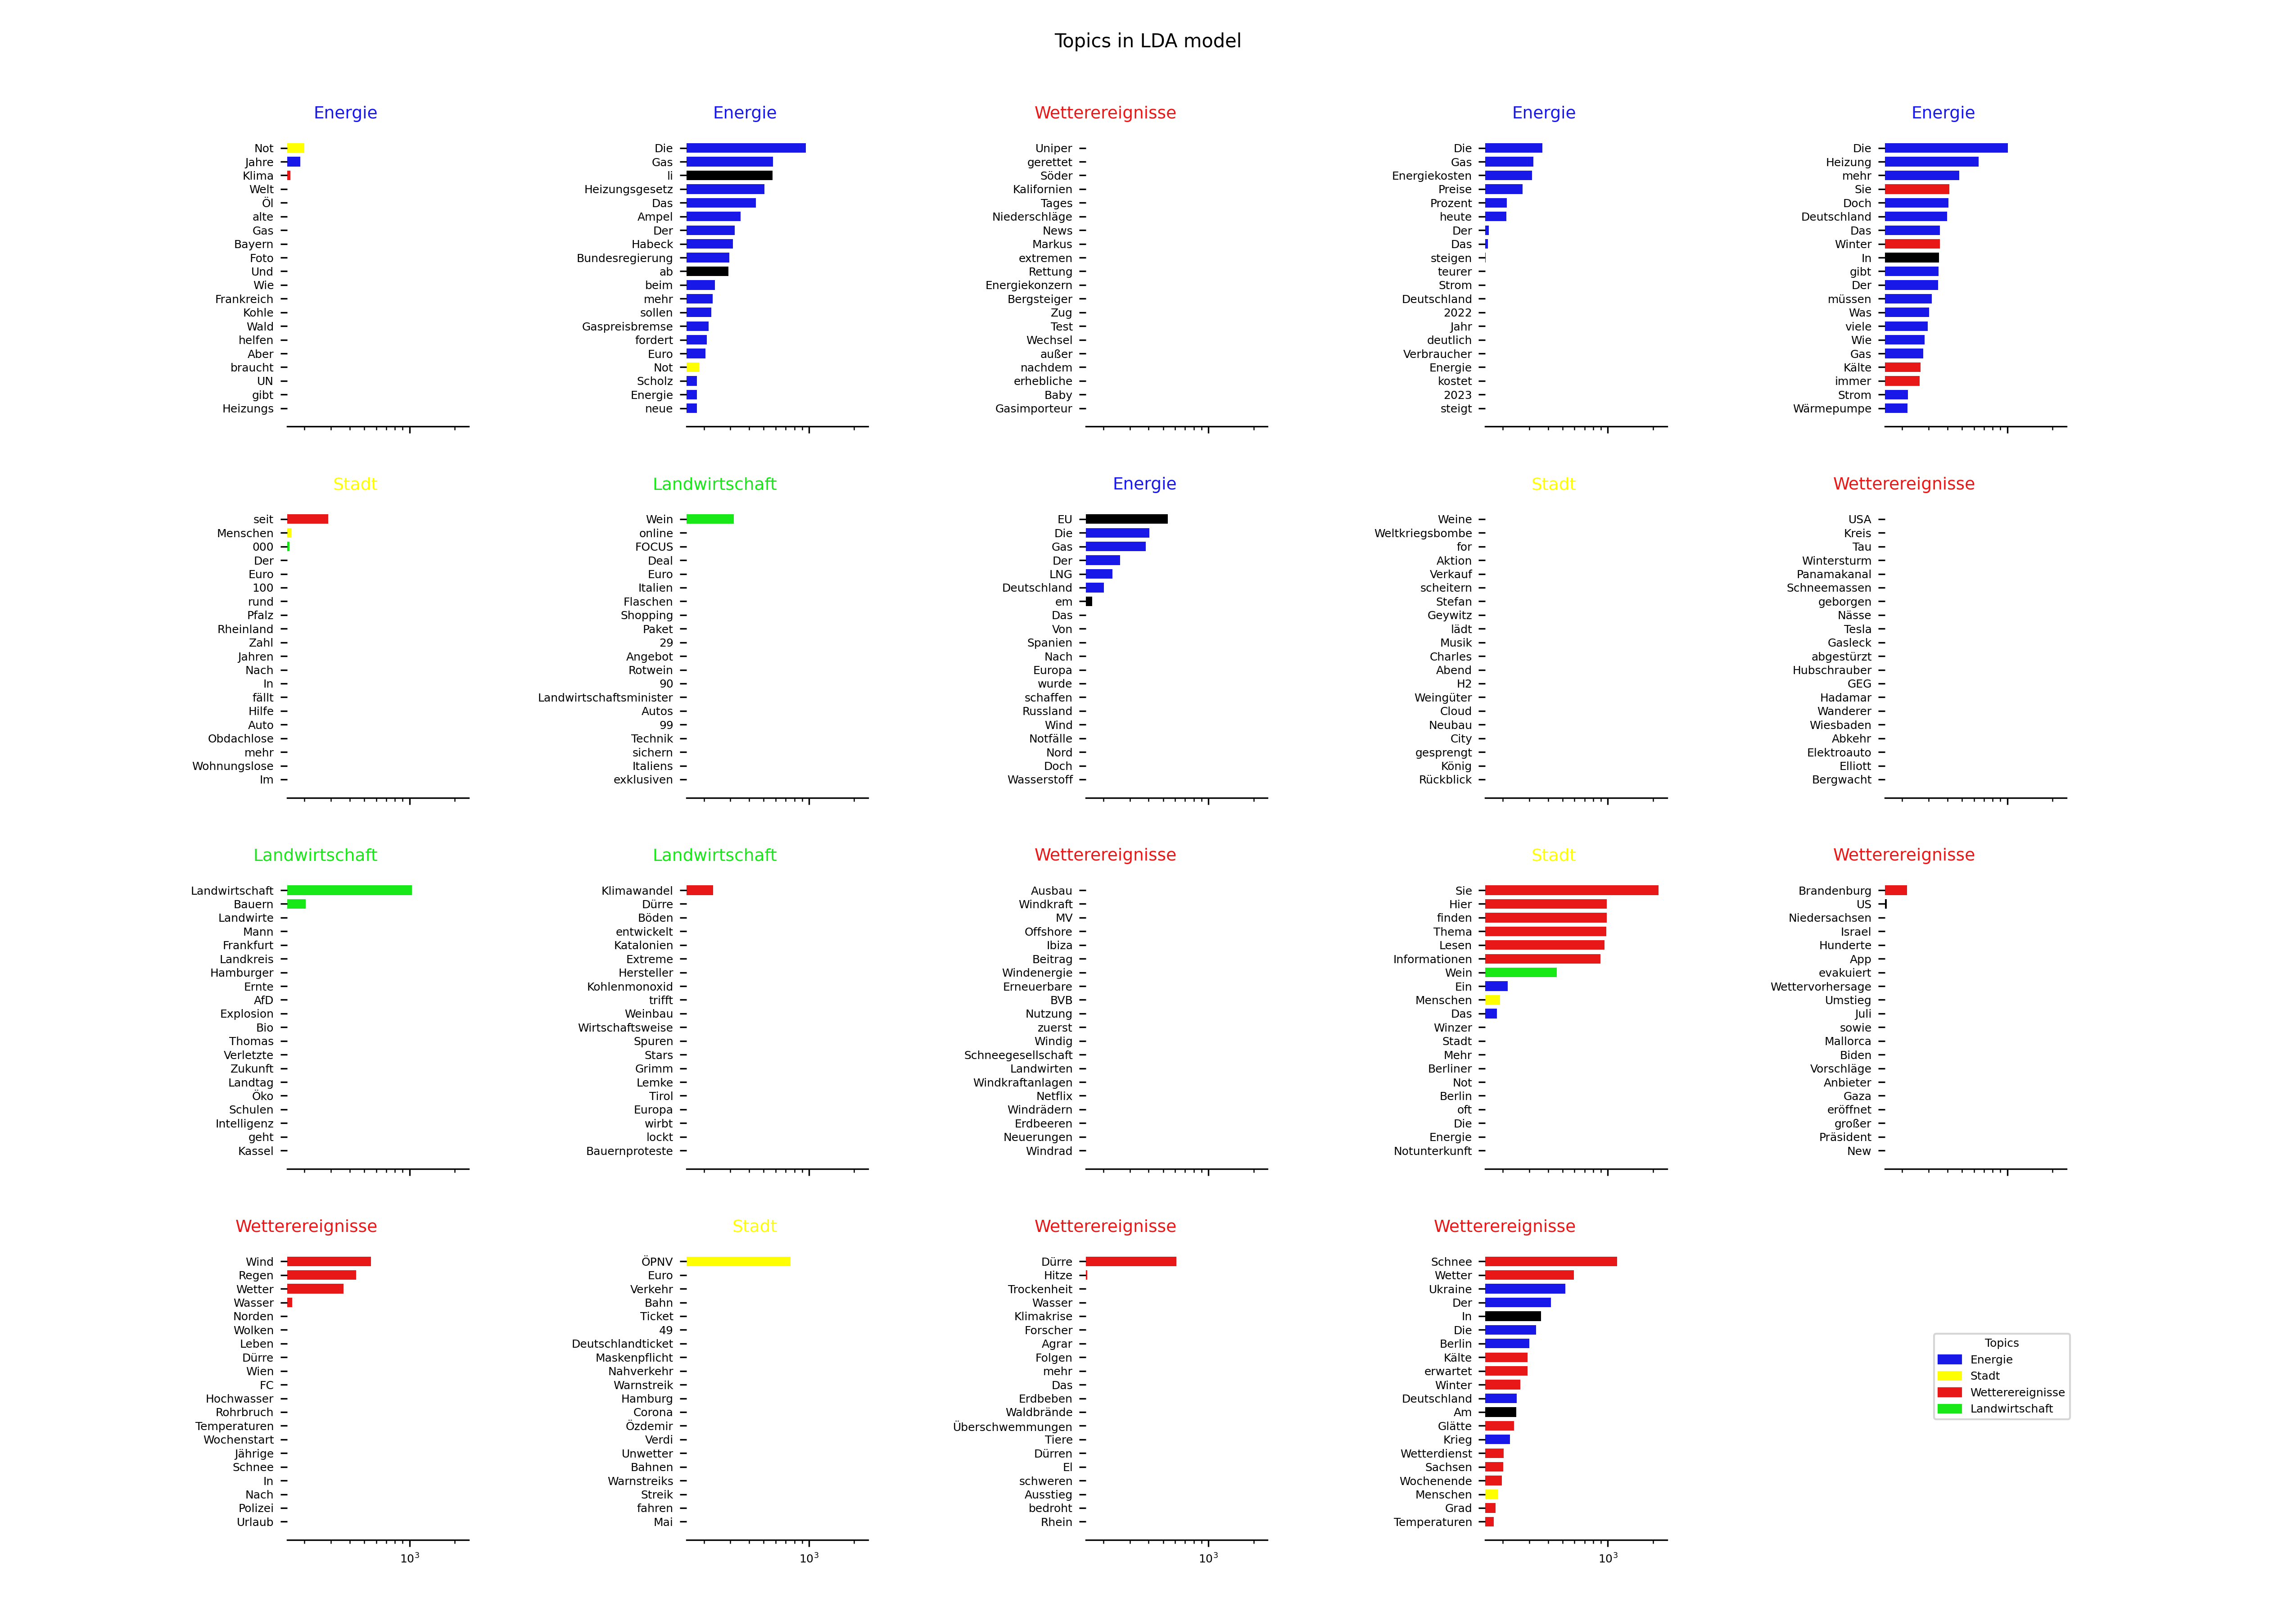 Topics in LDA model
Energie
Not
Jahre
Klima
Welt
Öl
alte
Gas
Bayern
Foto
Und
Wie
Frankreich
Kohle
Wald
helfen
Aber
braucht
UN
gibt
Heizungs
Energie
Die
Gas
li
Heizungsgesetz
Das
Ampel
Der
Habeck
Bundesregierung
ab
beim
mehr
sollen
Gaspreisbremse
fordert
Euro
Not
Scholz
Energie
neue
Wetterereignisse
Uniper
gerettet
Söder
Kalifornien
Tages
Niederschläge
News
Markus
extremen
Rettung
Energiekonzern
Bergsteiger
Zug
Test
Wechsel
außer
nachdem
erhebliche
Baby
Gasimporteur
Energie
Die
Gas
Energiekosten
Preise
Prozent
heute
Der
Das
steigen
teurer
Strom
Deutschland
2022
Jahr
deutlich
Verbraucher
Energie
kostet
2023
steigt
Energie
Die
Heizung
mehr
Sie
Doch
Deutschland
Das
Winter
In
gibt
Der
müssen
Was
viele
Wie
Gas
Kälte
immer
Strom
Wärmepumpe
Stadt
seit
Menschen
000
Der
Euro
100
rund
Pfalz
Rheinland
Zahl
Jahren
Nach
In
fällt
Hilfe
Auto
Obdachlose
mehr
Wohnungslose
Im
Landwirtschaft
Wein
online
FOCUS
Deal
Euro
Italien
Flaschen
Shopping
Paket
29
Angebot
Rotwein
90
Landwirtschaftsminister
Autos
99
Technik
sichern
Italiens
exklusiven
Energie
EU
Die
Gas
Der
LNG
Deutschland
em
Das
Von
Spanien
Nach
Europa
wurde
schaffen
Russland
Wind
Notfälle
Nord
Doch
Wasserstoff
Stadt
Weine
Weltkriegsbombe
for
Aktion
Verkauf
scheitern
Stefan
Geywitz
lädt
Musik
Charles
Abend
H2
Weingüter
Cloud
Neubau
City
gesprengt
König
Rückblick
Wetterereignisse
USA
Kreis
Tau
Wintersturm
Panamakanal
Schneemassen
geborgen
Nässe
Tesla
Gasleck
abgestürzt
Hubschrauber
GEG
Hadamar
Wanderer
Wiesbaden
Abkehr
Elektroauto
Elliott
Bergwacht
Landwirtschaft
Landwirtschaft
Bauern
Landwirte
Mann
Frankfurt
Landkreis
Hamburger
Ernte
AfD
Explosion
Bio
Thomas
Verletzte
Zukunft
Landtag
Öko
Schulen
Intelligenz
geht
Kassel
Landwirtschaft
Klimawandel
Dürre
Böden
entwickelt
Katalonien
Extreme
Hersteller
Kohlenmonoxid
trifft
Weinbau
Wirtschaftsweise
Spuren
Stars
Grimm
Lemke
Tirol
Europa
wirbt
lockt
Bauernproteste
Wetterereignisse
Ausbau
Windkraft
MV
Offshore
Ibiza
Beitrag
Windenergie
Erneuerbare
BVB
Nutzung
zuerst
Windig
Schneegesellschaft
Landwirten
Windkraftanlagen
Netflix
Windrädern
Erdbeeren
Neuerungen
Windrad
Stadt
Sie
Hier
finden
Thema
Lesen
Informationen
Wein
Ein
Menschen
Das
Winzer
Stadt
Mehr
Berliner
Not
Berlin
oft
Die
Energie
Notunterkunft
Wetterereignisse
Brandenburg
US
Niedersachsen
Israel
Hunderte
App
evakuiert
Wettervorhersage
Umstieg
Juli
sowie
Mallorca
Biden
Vorschläge
Anbieter
Gaza
eröffnet
großer
Präsident
New
Wetterereignisse
Wind
Regen
Wetter
Wasser
Norden
Wolken
Leben
Dürre
Wien
FC
Hochwasser
Rohrbruch
Temperaturen
Wochenstart
Jährige
Schnee
In
Nach
Polizei
Urlaub
10³
Stadt
ÖPNV
Euro
Verkehr
Bahn
Ticket
49
Deutschlandticket
Maskenpflicht
Nahverkehr
Warnstreik
Hamburg
Corona
Özdemir
Verdi
Unwetter
Bahnen
Warnstreiks
Streik
fahren
Mai
10³
Wetterereignisse
Dürre
Hitze
Trockenheit
Wasser
Klimakrise
Forscher
Agrar
Folgen
mehr
Das
Erdbeben
Waldbrände
Überschwemmungen
Tiere
Dürren
El
schweren
Ausstieg
bedroht
Rhein
10³
Wetterereignisse
Schnee
Wetter
Ukraine
Der
In
Die
Berlin
Kälte
erwartet
Winter
Deutschland
Am
Glätte
Krieg
Wetterdienst
Sachsen
Wochenende
Menschen
Grad
Temperaturen
10³
Topics
Energie
Stadt
Wetterereignisse
Landwirtschaft